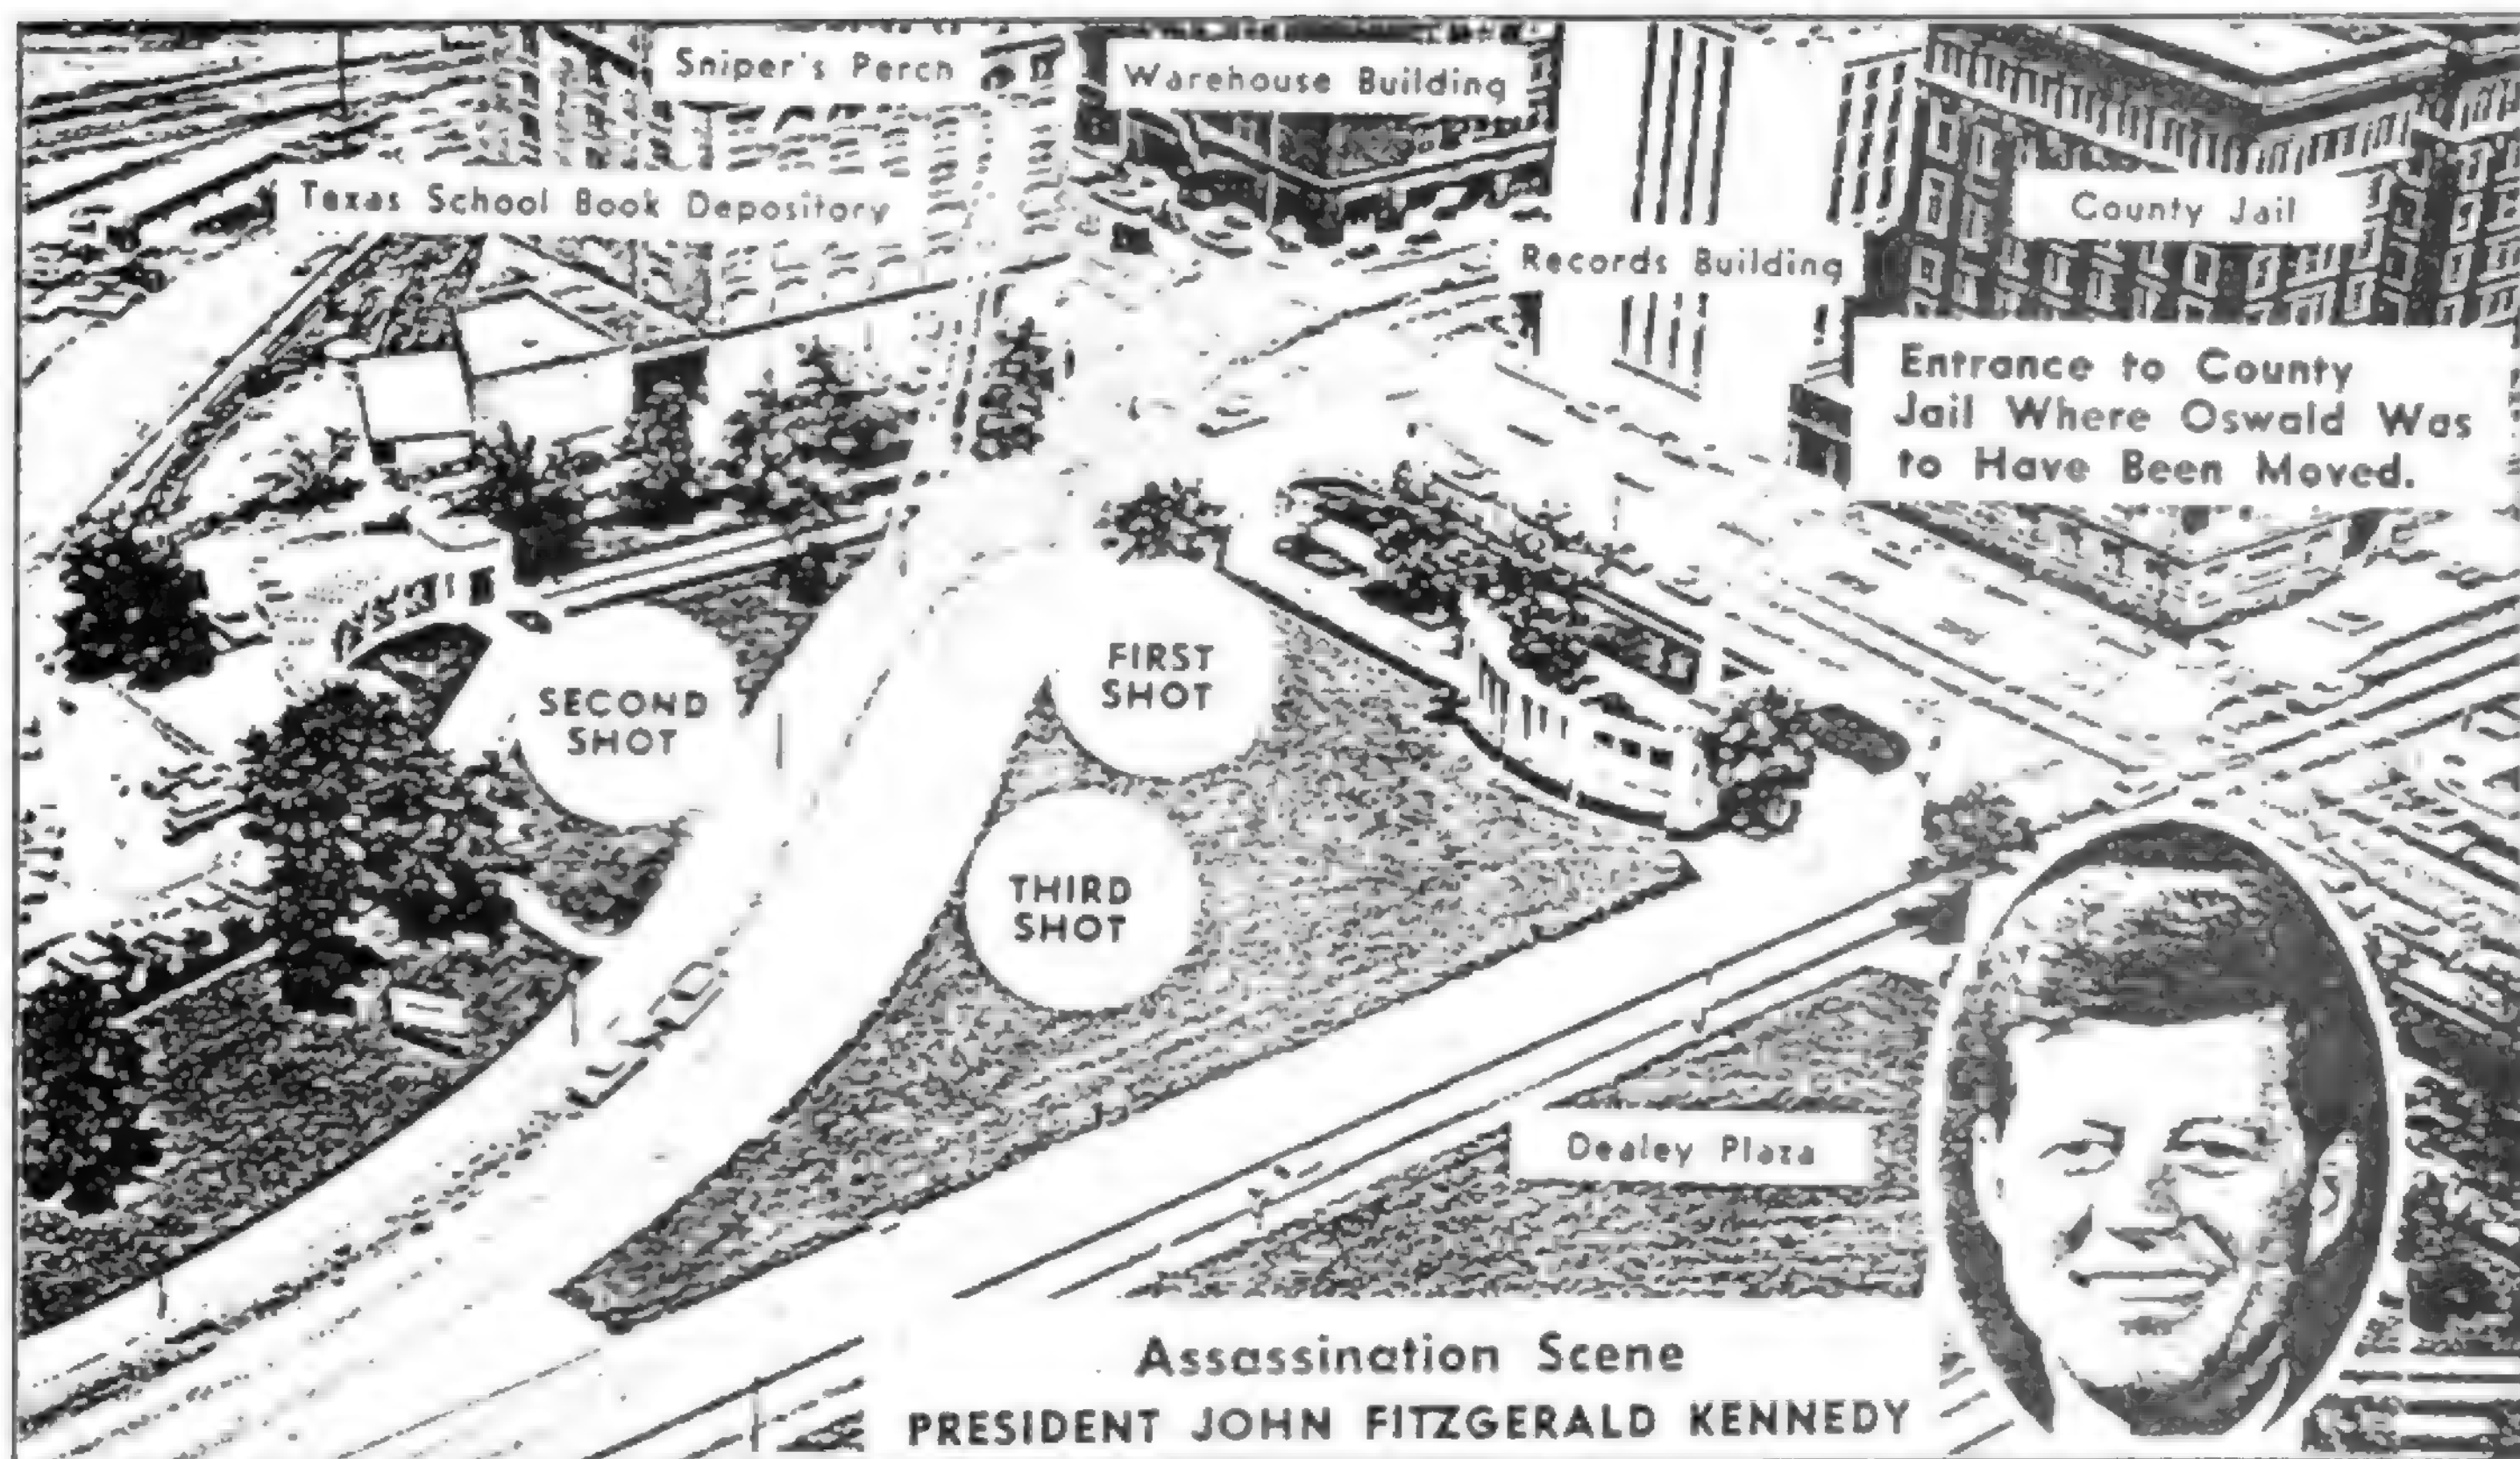 Sniper's Perch
Warehouse Building
Texas School Book Depository
County Jail
Records Building
Entrance to County
Jail Where Oswald Was
to Have Been Moved.
FIRST
SHOT
SECOND
SHOT
THIRD
SHOT
Dealey Plaza
Assassination Scene
PRESIDENT JOHN FITZGERALD KENNEDY